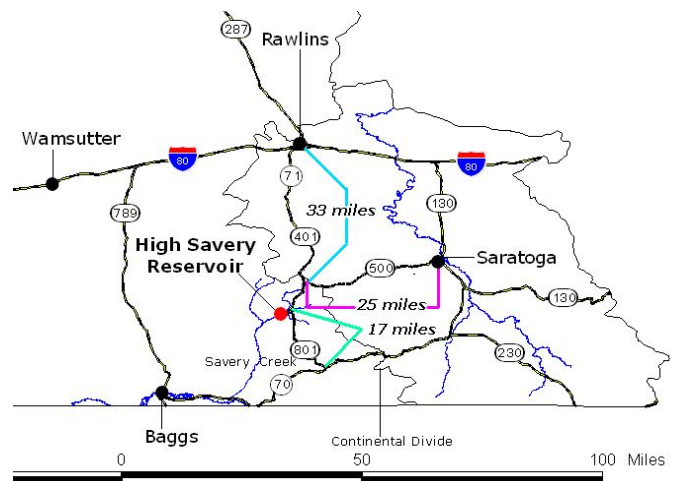 287
Rawlins
Wamsutter
80
80
71
130
789
33 miles
401
High Savery
Reservoir
500
Saratoga
25 miles
130
17 miles
801
230
Savery Creek
70
Baggs
Continental Divide
0
50
100 Miles